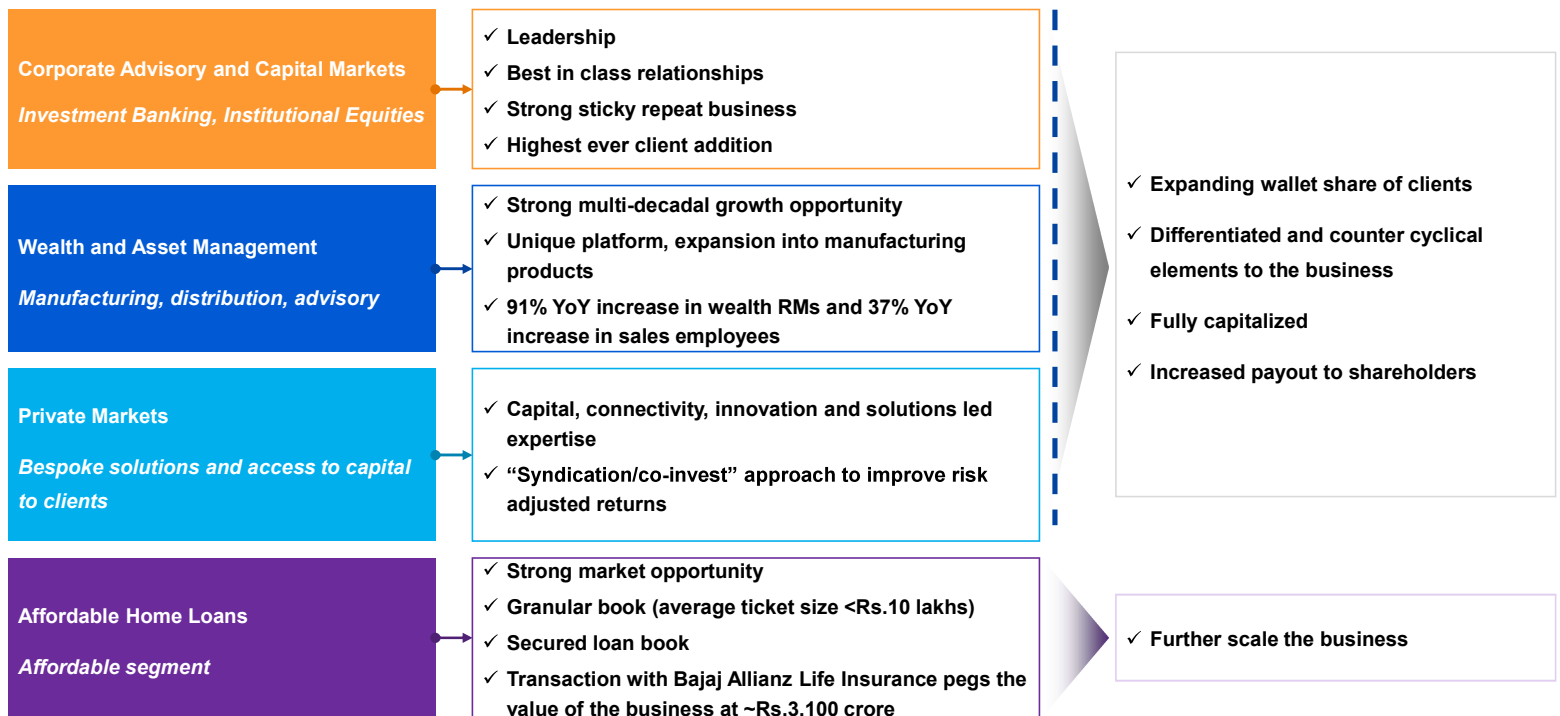 Corporate Advisory and Capital Markets
Investment Banking, Institutional Equities
✓ Leadership
✓ Best in class relationships
✓ Strong sticky repeat business
✓ Highest ever client addition
Wealth and Asset Management
Manufacturing, distribution, advisory
✓ Strong multi-decadal growth opportunity
✓ Unique platform, expansion into manufacturing
products
✓ 91% YoY increase in wealth RMs and 37% YoY
increase in sales employees
Private Markets
Bespoke solutions and access to capital
to clients
✓ Capital, connectivity, innovation and solutions led
expertise
✓ “Syndication/co-invest” approach to improve risk
adjusted returns
✓ Expanding wallet share of clients
✓ Differentiated and counter cyclical
elements to the business
✓ Fully capitalized
✓ Increased payout to shareholders
Affordable Home Loans
Affordable segment
✓ Strong market opportunity
✓ Granular book (average ticket size <Rs.10 lakhs)
✓ Secured loan book
✓ Transaction with Bajaj Allianz Life Insurance pegs the
value of the business at ~Rs.3,100 crore
✓ Further scale the business